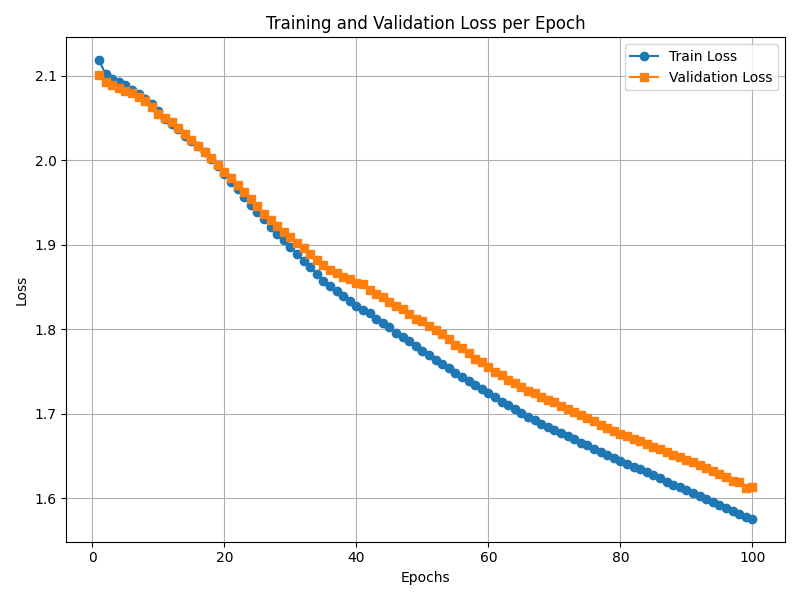 Training and Validation Loss per Epoch
Train Loss
Validation Loss
2.1
2.0
1.9
1.8
1.7
1.6
Loss
0 20 40 60 80 100
Epochs